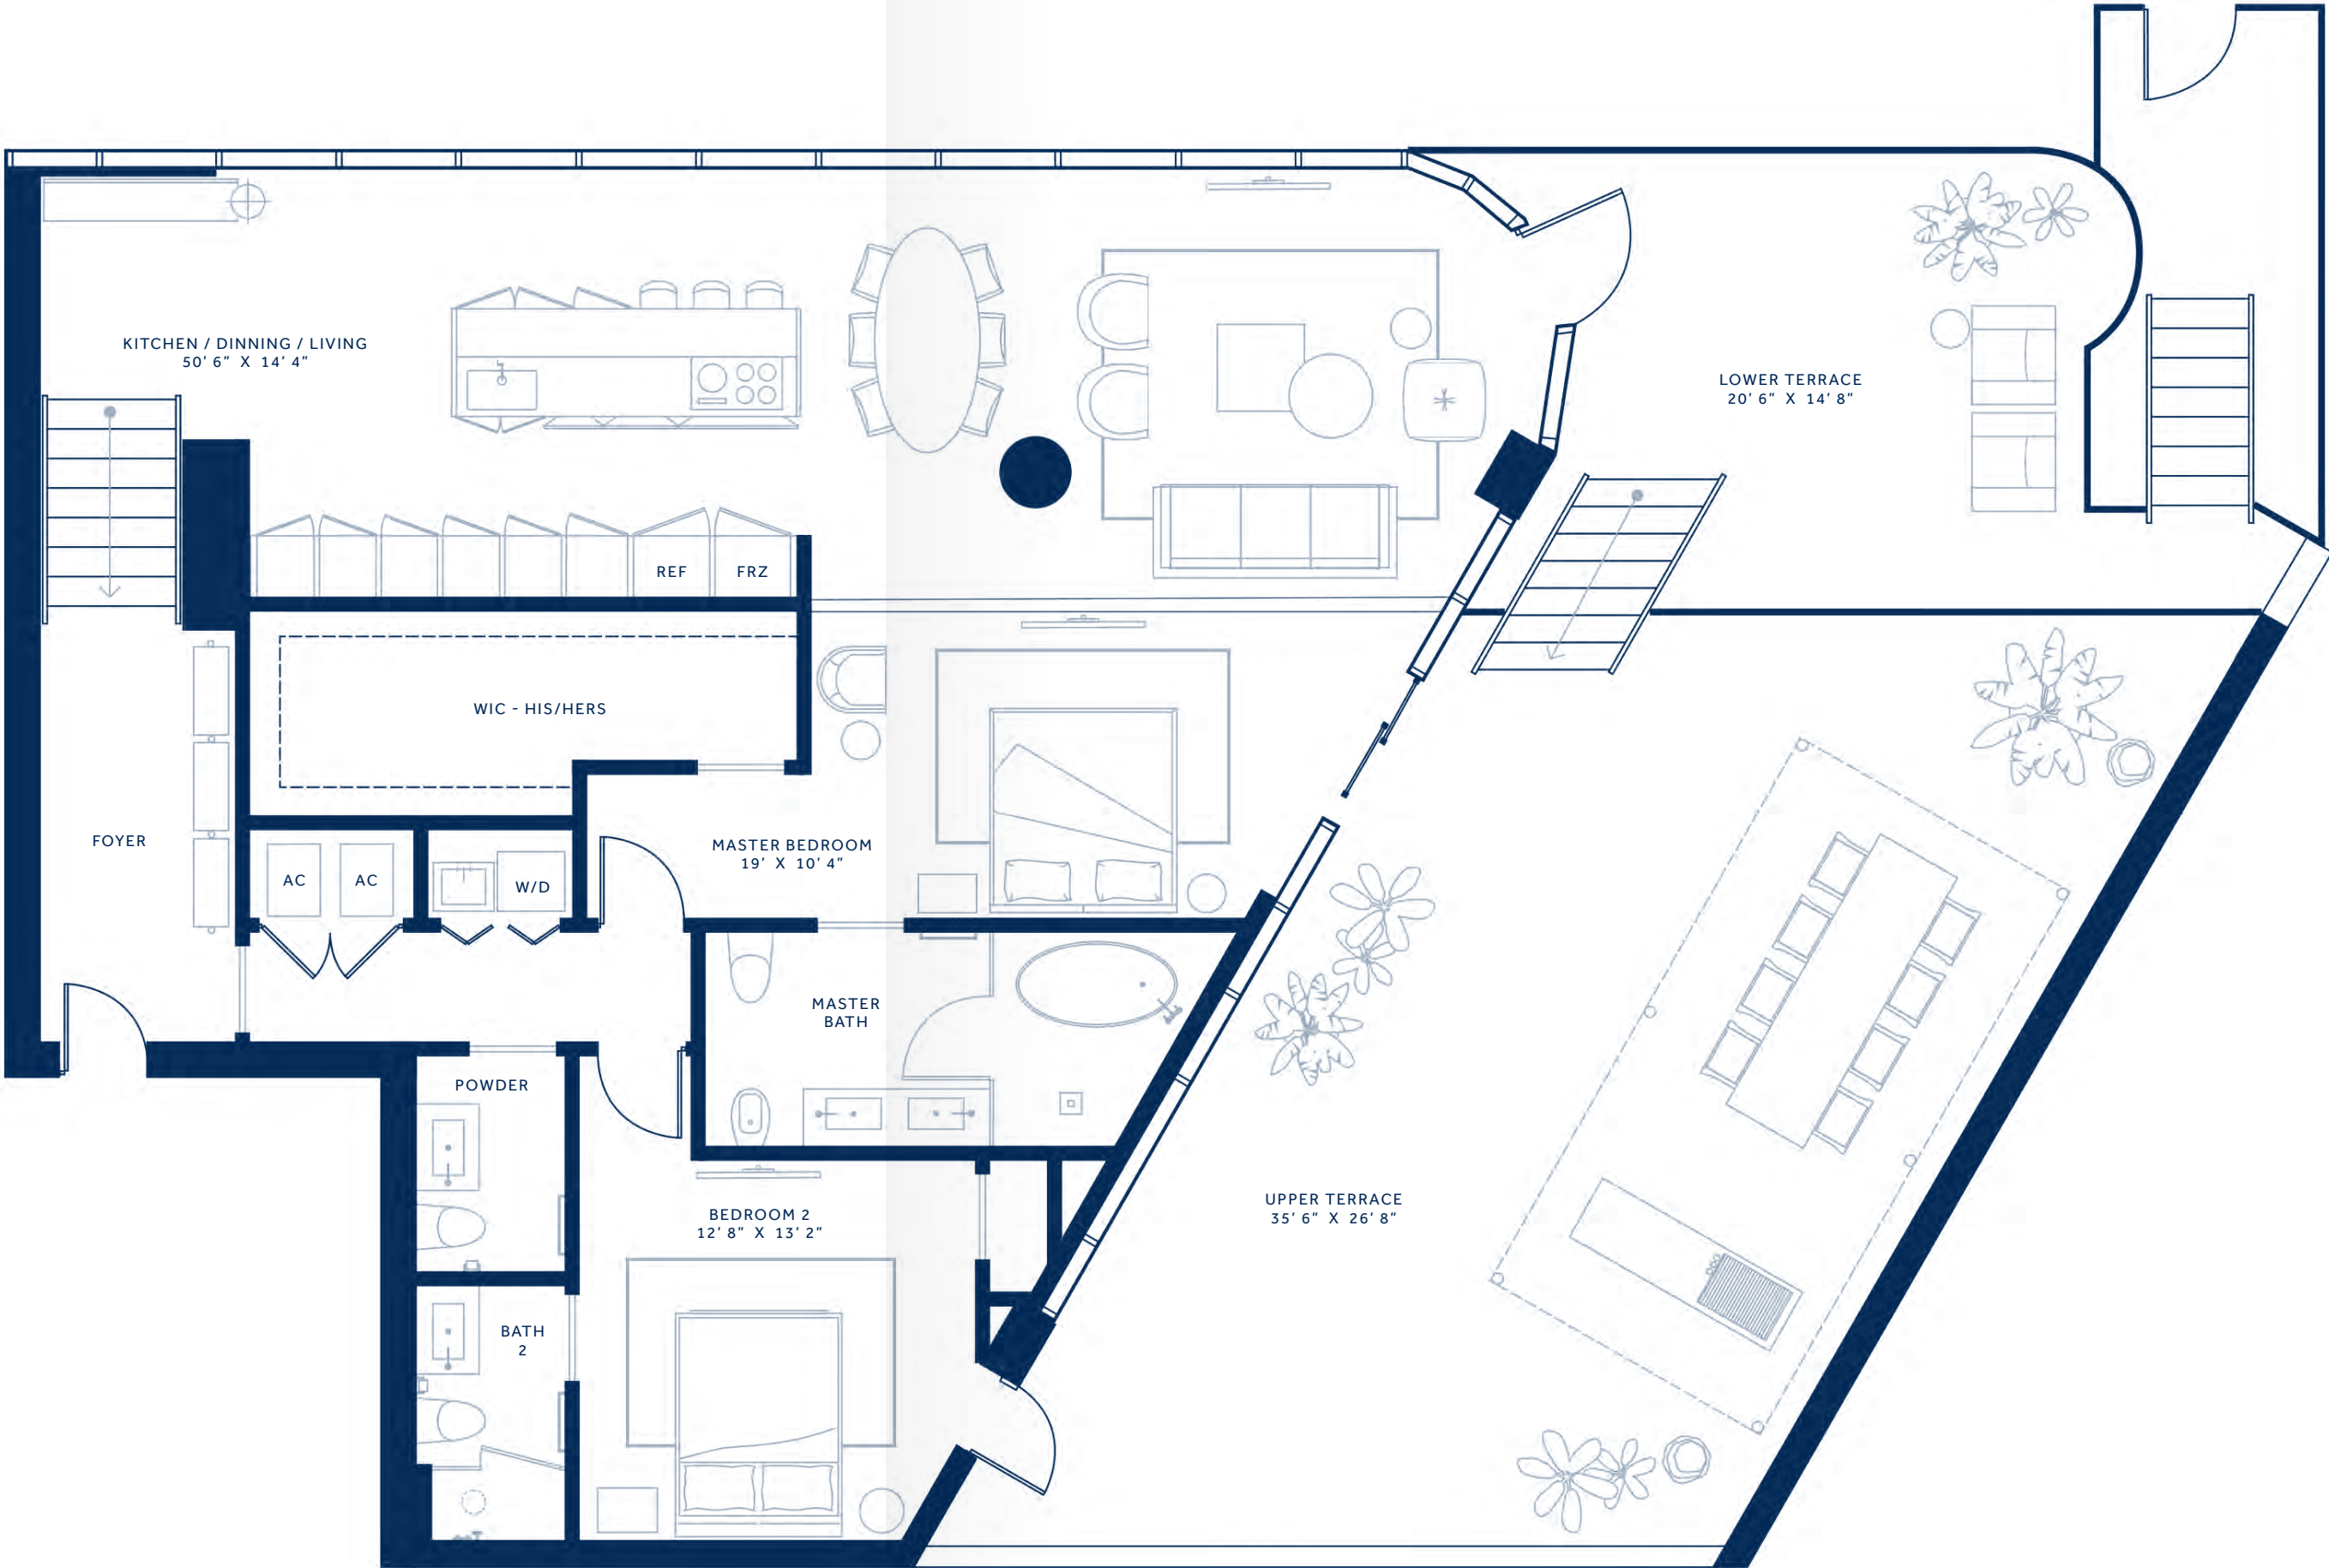 KITCHEN / DINNING / LIVING
50' 6" X 14' 4"
LOWER TERRACE
20' 6" X 14' 8"
REF
FRZ
WIC - HIS/HERS
FOYER
MASTER BEDROOM
19' X 10' 4"
AC
AC
W/D
MASTER
BATH
POWDER
BEDROOM 2
12' 8" X 13' 2"
UPPER TERRACE
35' 6" X 26' 8"
BATH
2